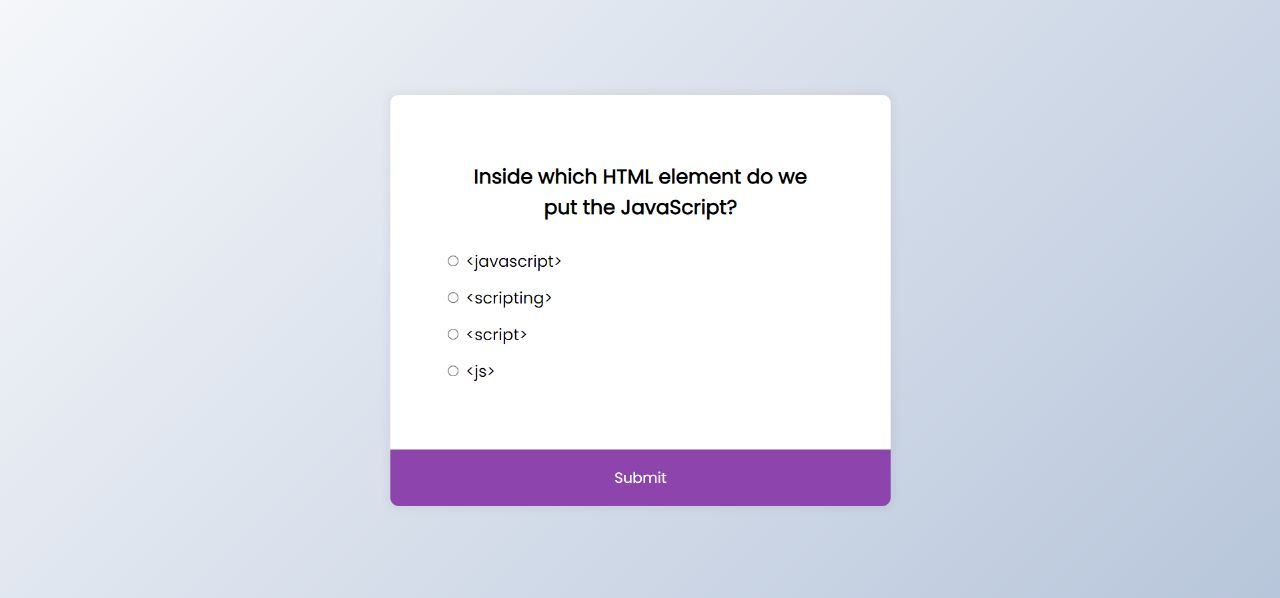 Inside which HTML element do we
put the JavaScript?
<javascript>
<scripting>
<script>
<js>
Submit